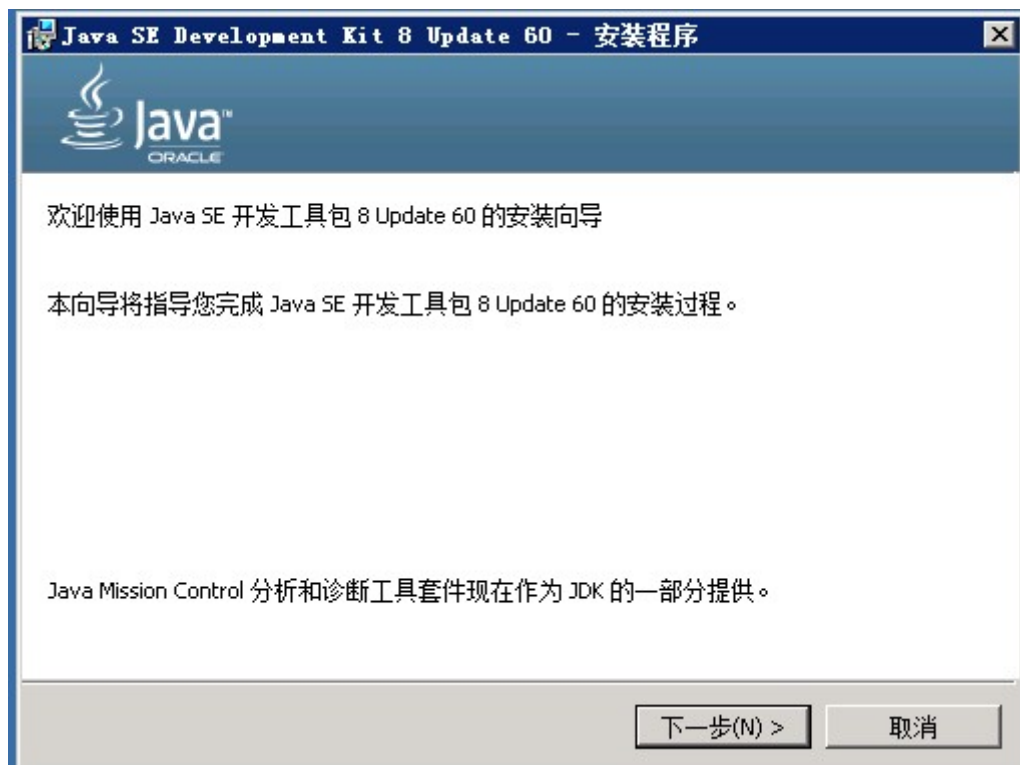 Java SE Development Kit 8 Update 60 - 安装程序
Java™
ORACLE
欢迎使用 Java SE 开发工具包 8 Update 60 的安装向导
本向导将指导您完成 Java SE 开发工具包 8 Update 60 的安装过程。
Java Mission Control 分析和诊断工具套件现在作为 JDK 的一部分提供。
下一步(N) > 取消